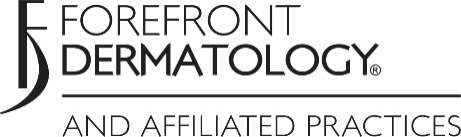 FOREFRONT
DERMATOLOGY®
AND AFFILIATED PRACTICES